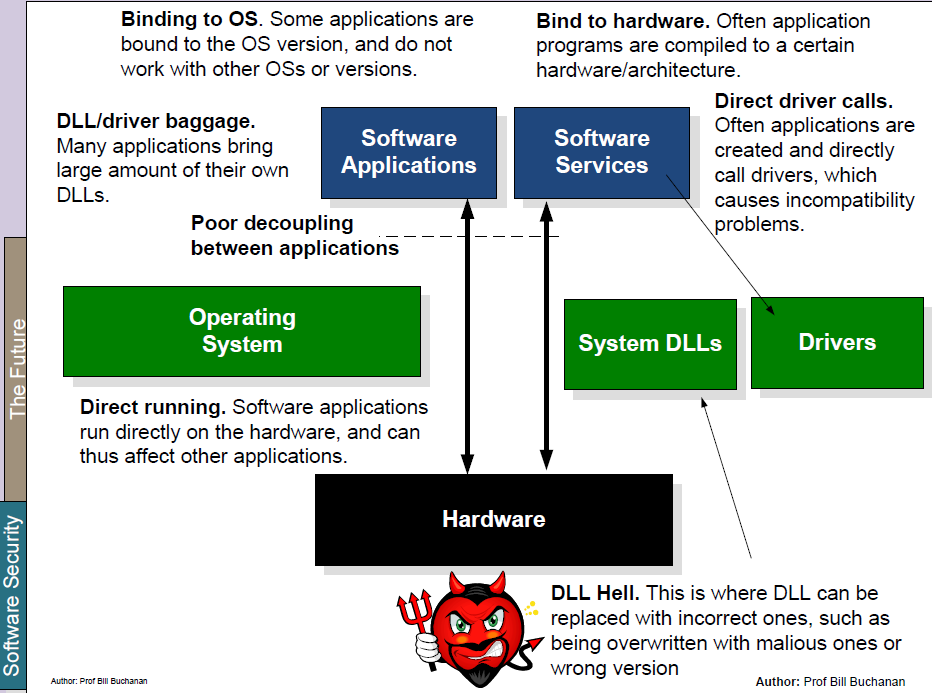 Binding to OS. Some applications are
bound to the OS version, and do not
work with other OSs or versions.
Bind to hardware. Often application
programs are compiled to a certain
hardware/architecture.
DLL/driver baggage.
Many applications bring
large amount of their own
DLLs.
Software
Applications
Software
Services
Direct driver calls.
Often applications are
created and directly
call drivers, which
causes incompatibility
problems.
Poor decoupling
between applications
Operating
System
System DLLs
Drivers
Direct running. Software applications
run directly on the hardware, and can
thus affect other applications.
Hardware
DLL Hell. This is where DLL can be
replaced with incorrect ones, such as
being overwritten with malious ones or
wrong version
The Future
Software Security
Author: Prof Bill Buchanan
Author: Prof Bill Buchanan